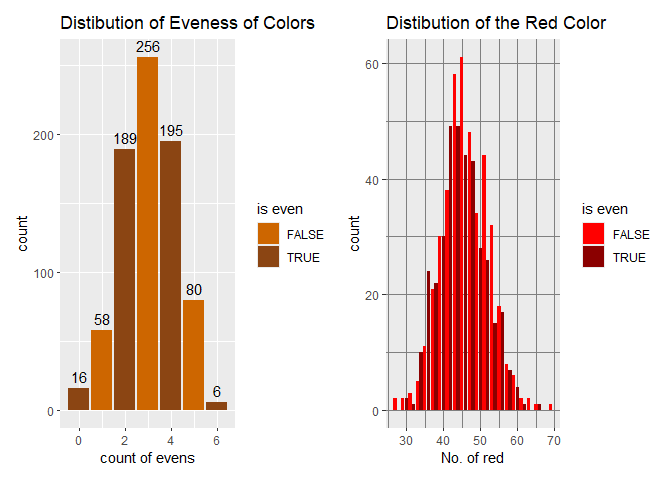 Distibution of Eveness of Colors
256
195
189
80
58
16
6
200
100
0
count
0 2 4 6
count of evens
is even
FALSE
TRUE
Distibution of the Red Color
60
40
20
0
count
30 40 50 60 70
No. of red
is even
FALSE
TRUE